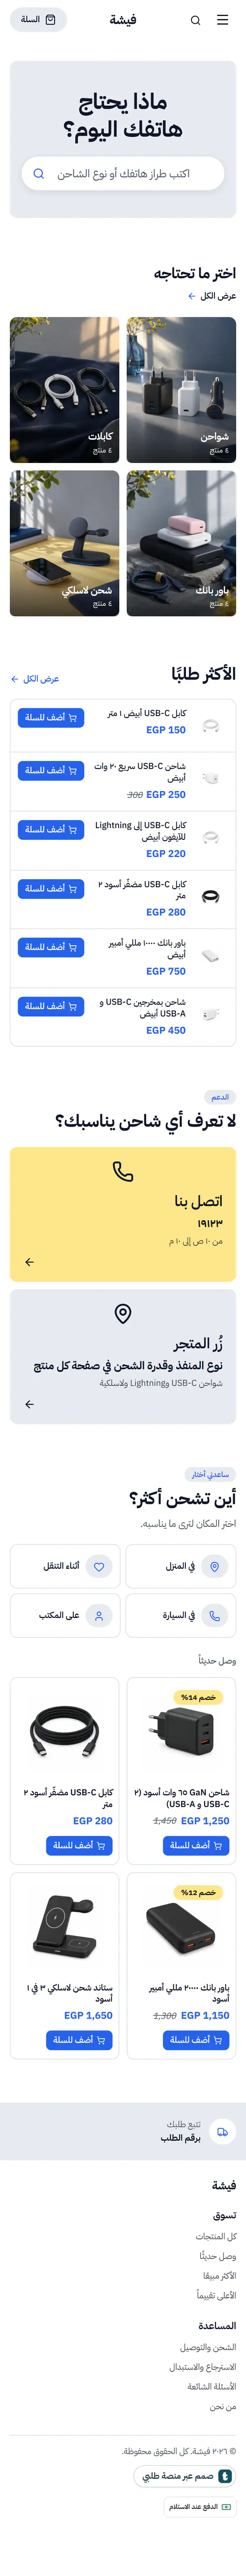 فيشة
السلة
ماذا يحتاج
هاتفك اليوم؟
اكتب طراز هاتفك أو نوع الشاحن
اختر ما تحتاجه
عرض الكل
شواحن
٤ منتج
كابلات
٤ منتج
باور بانك
٤ منتج
شحن لاسلكي
٤ منتج
الأكثر طلبًا
عرض الكل
كابل USB-C أبيض ١ متر
EGP 150
أضف للسلة
شاحن USB-C سريع ٢٠ وات
أبيض
EGP 250 300
أضف للسلة
كابل USB-C إلى Lightning
للآيفون أبيض
EGP 220
أضف للسلة
كابل USB-C مضفّر أسود ٢
متر
EGP 280
أضف للسلة
باور بانك ١٠٠٠٠ مللي أمبير
أبيض
EGP 750
أضف للسلة
شاحن بمخرجين USB-C و
USB-A أبيض
EGP 450
أضف للسلة
الدعم
لا تعرف أي شاحن يناسبك؟
اتصل بنا
١٩١٢٣
من ١٠ ص إلى ١٠ م
زُر المتجر
نوع المنفذ وقدرة الشحن في صفحة كل منتج
شواحن USB-C وLightning ولاسلكية
ساعدني أختار
أين تشحن أكثر؟
اختر المكان لترى ما يناسبه.
في المنزل
أثناء التنقل
في السيارة
على المكتب
وصل حديثاً
خصم 14%
شاحن GaN ٦٥ وات أسود (٢
USB-C و USB-A)
EGP 1,250 1,450
أضف للسلة
كابل USB-C مضفّر أسود ٢
متر
EGP 280
أضف للسلة
خصم 12%
باور بانك ٢٠٠٠٠ مللي أمبير
أسود
EGP 1,150 1,300
أضف للسلة
ستاند شحن لاسلكي ٣ في ١
أسود
EGP 1,650
أضف للسلة
تتبع طلبك
برقم الطلب
فيشة
تسوق
كل المنتجات
وصل حديثًا
الأكثر مبيعًا
الأعلى تقييماً
المساعدة
الشحن والتوصيل
الاسترجاع والاستبدال
الأسئلة الشائعة
من نحن
© ٢٠٢٦ فيشة. كل الحقوق محفوظة.
صمم عبر منصة طلبي
الدفع عند الاستلام